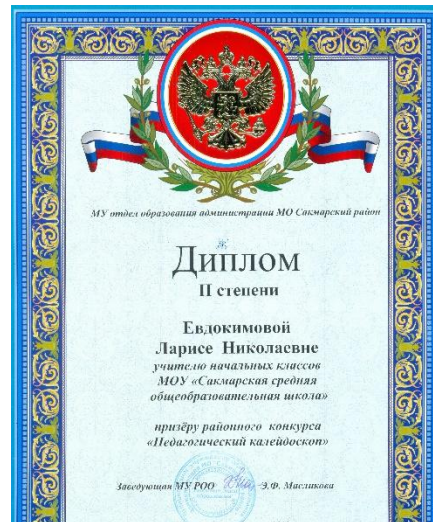 МУ отдел образования администрации МО Сакмарский район
Диплом
II степени
Евдокимовой
Ларисе Николаевне
учителю начальных классов
МОУ «Сакмарская средняя
общеобразовательная школа»
призёру районного конкурса
«Педагогический калейдоскоп»
Заведующая МУ РОО Э.Ф. Масликова